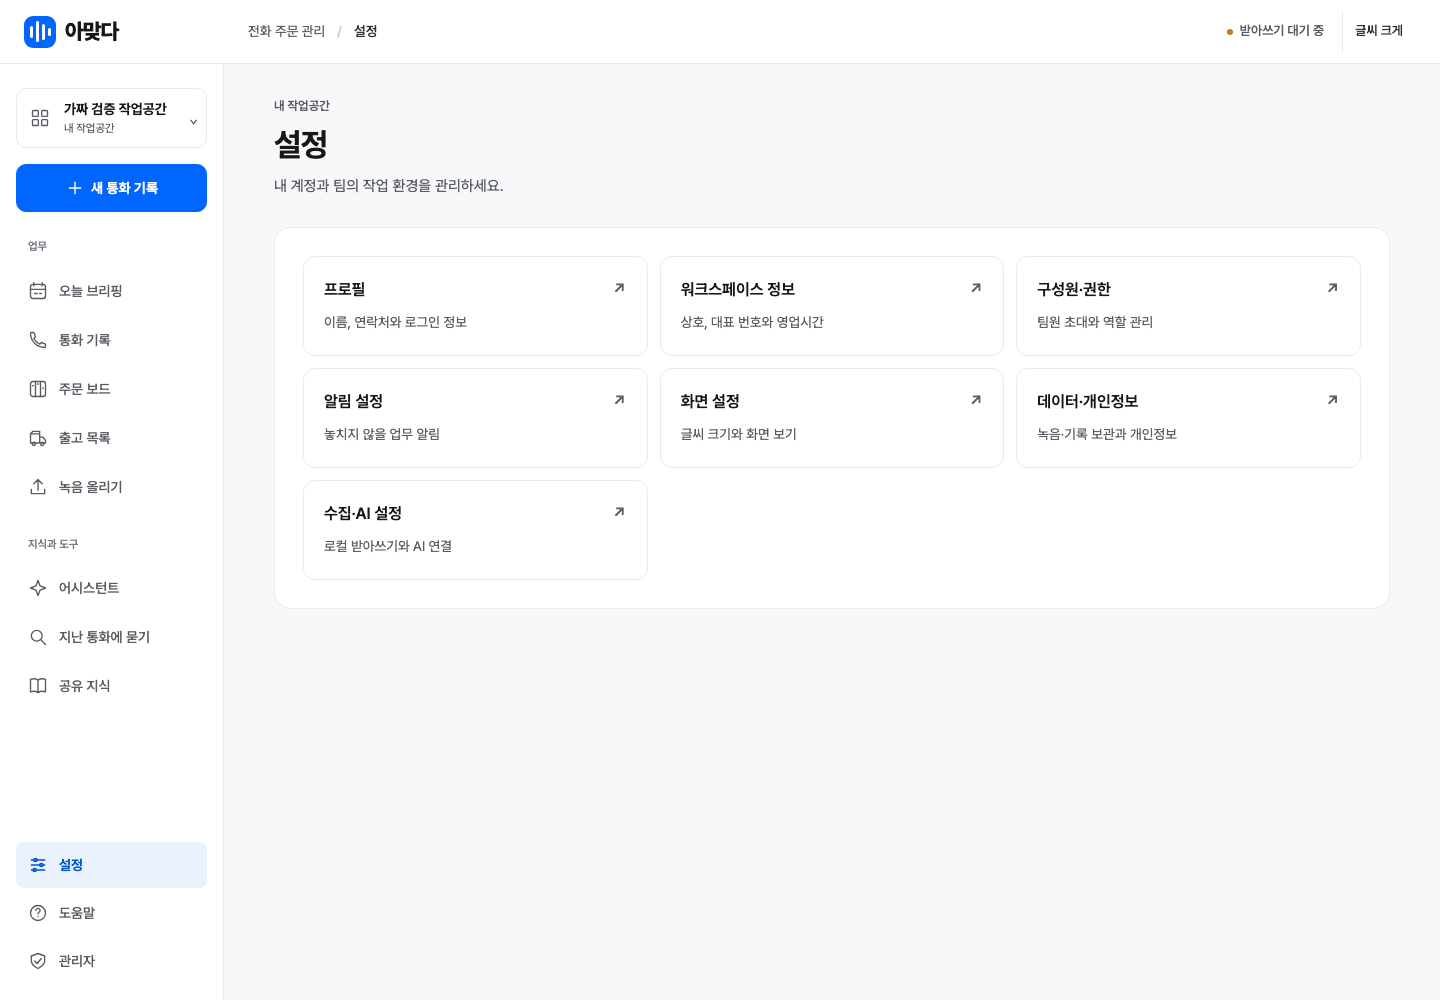 아맞다
전화 주문 관리 / 설정
받아쓰기 대기 중
글씨 크게
가짜 검증 작업공간
내 작업공간
새 통화 기록
업무
오늘 브리핑
통화 기록
주문 보드
출고 목록
녹음 올리기
지식과 도구
어시스턴트
지난 통화에 묻기
공유 지식
설정
도움말
관리자
내 작업공간
설정
내 계정과 팀의 작업 환경을 관리하세요.
프로필
이름, 연락처와 로그인 정보
워크스페이스 정보
상호, 대표 번호와 영업시간
구성원·권한
팀원 초대와 역할 관리
알림 설정
놓치지 않을 업무 알림
화면 설정
글씨 크기와 화면 보기
데이터·개인정보
녹음·기록 보관과 개인정보
수집·AI 설정
로컬 받아쓰기와 AI 연결